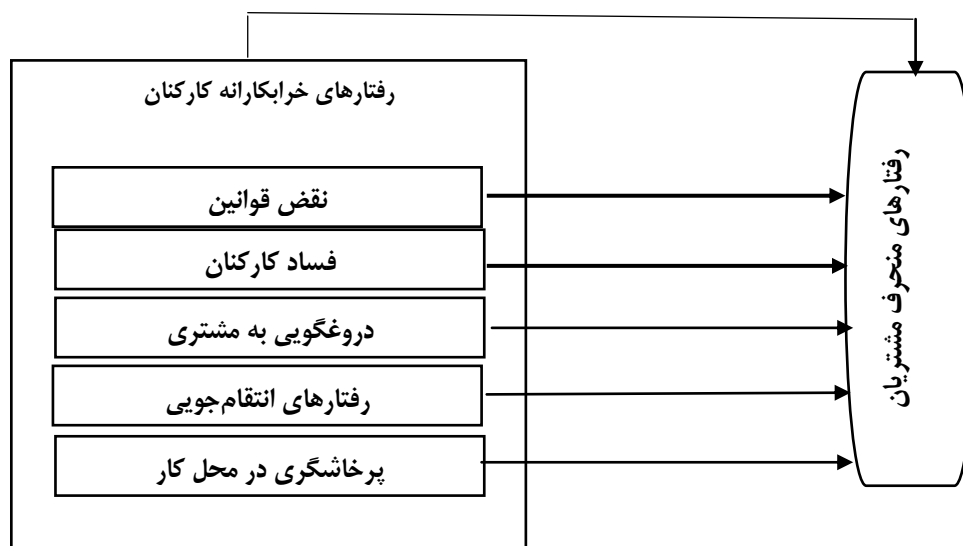 رفتارهای خرابکارانه کارکنان
نقض قوانین
فساد کارکنان
دروغگویی به مشتری
رفتارهای انتقام‌جویی
پرخاشگری در محل کار
رفتارهای منحرف مشتریان